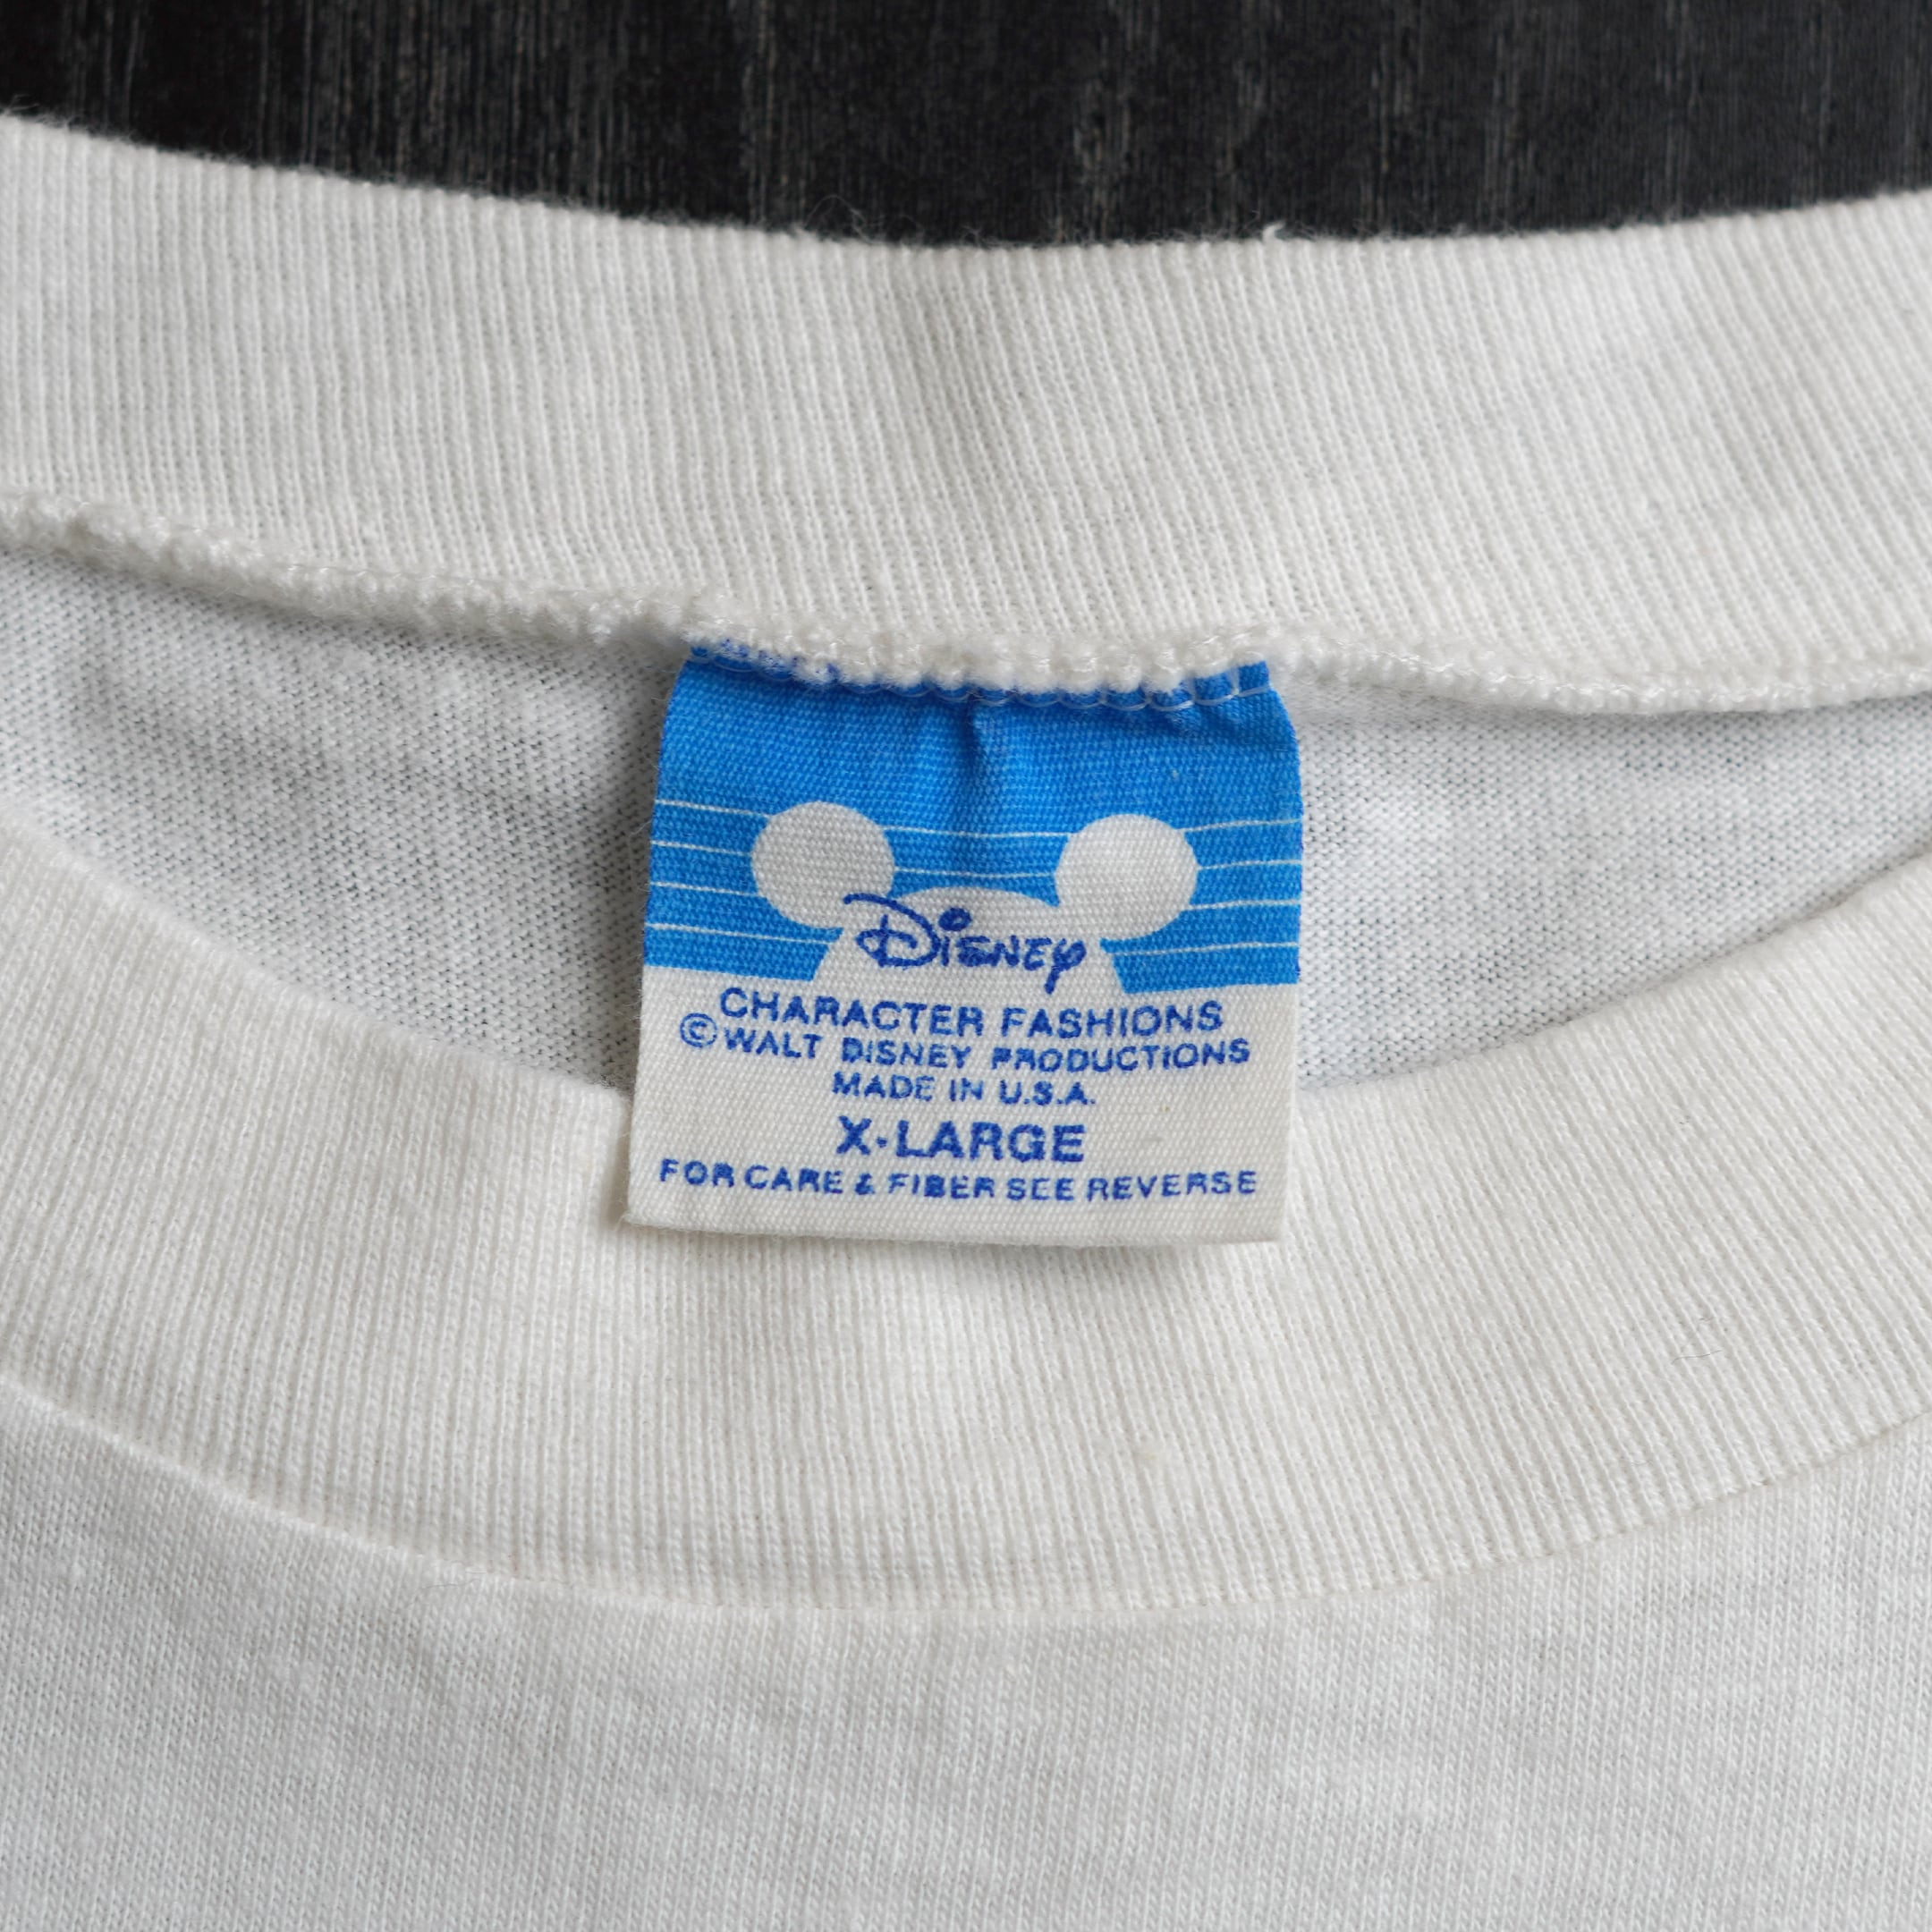 Disney
CHARACTER FASHIONS
©WALT DISNEY PRODUCTIONS
MADE IN U.S.A.
X-LARGE
FOR CARE & FIBER SEE REVERSE